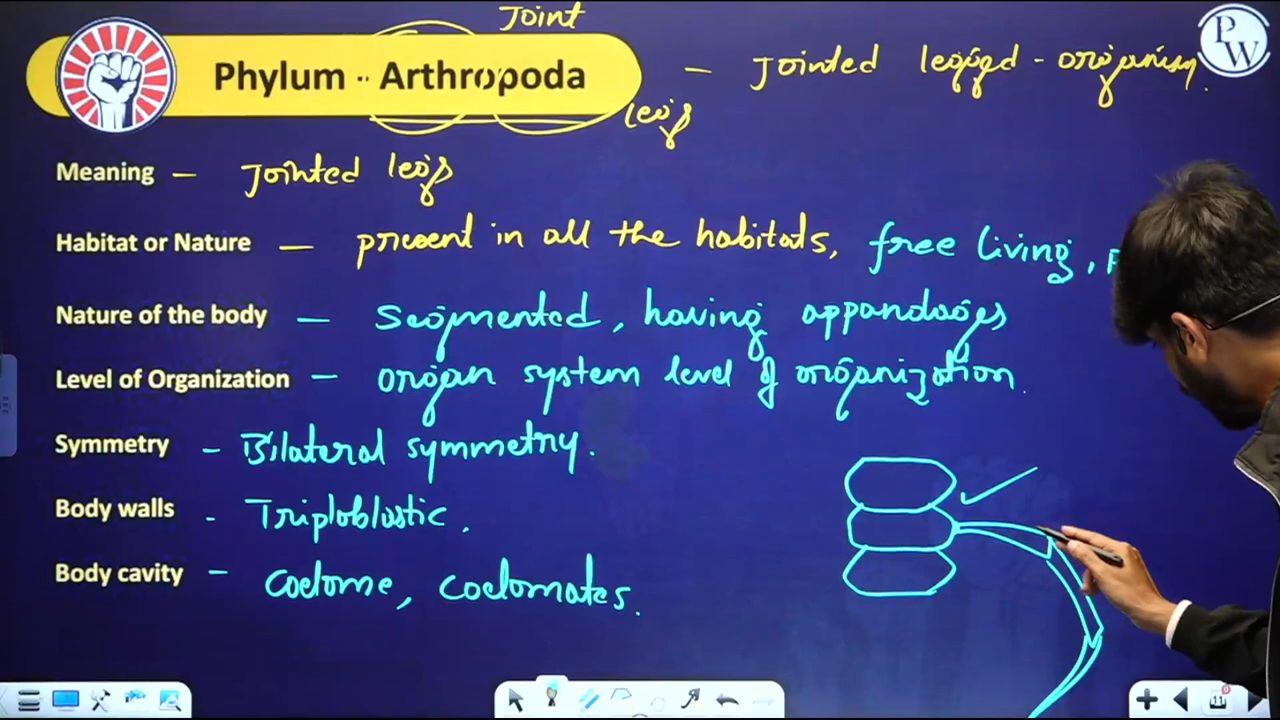 Joint
Phylum - Arthropoda - Jointed legged - organism.
legs
PW
Meaning - Jointed legs
Habitat or Nature - present in all the habitats, free living,
Nature of the body - segmented, having appandages
Level of Organization - organ system level of organization.
Symmetry - Bilateral symmetry.
Body walls - Triploblastic.
Body cavity - coelome, coelomates.
11